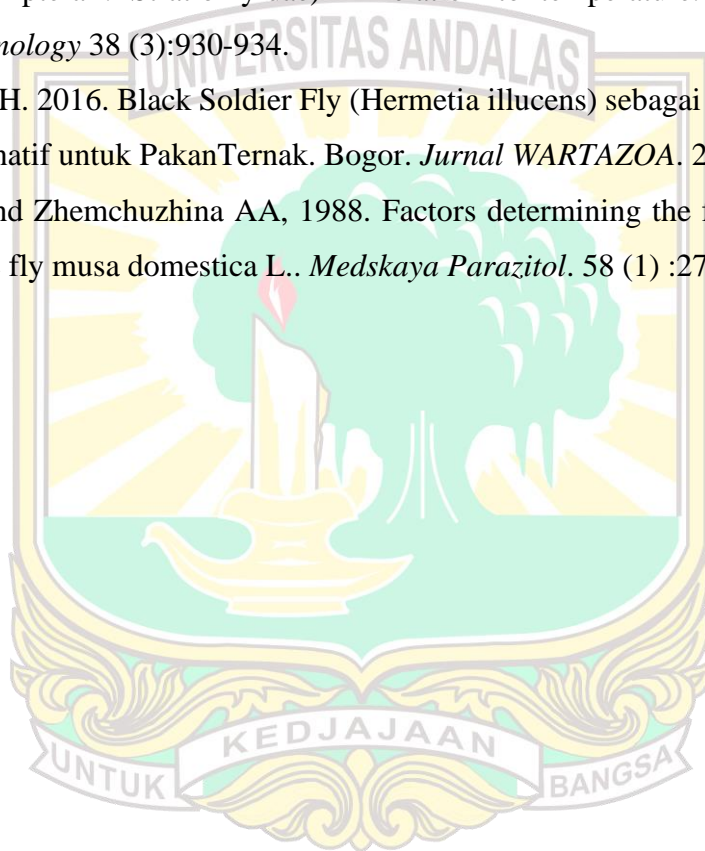 nology 38 (3):930-934.
UNIVERSITAS ANDALAS
H. 2016. Black Soldier Fly (Hermetia illucens) sebagai
natif untuk PakanTernak. Bogor. Jurnal WARTAZOA. 2
nd Zhemchuzhina AA, 1988. Factors determining the f
fly musa domestica L.. Medskaya Parazitol. 58 (1) :27
UNTUK KEDJAJAAN BANGSA